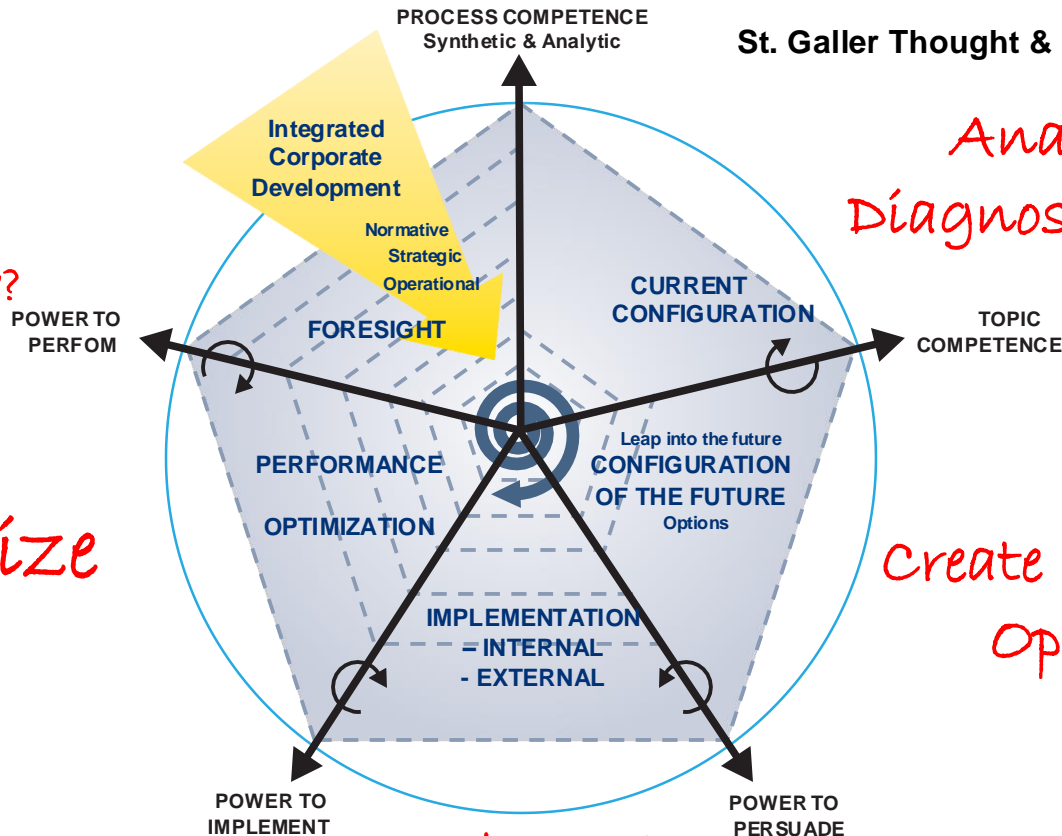 PROCESS COMPETENCE
Synthetic & Analytic
St. Galler Thought &
Integrated
Corporate
Development
Normative
Strategic
Operational
FORESIGHT
CURRENT
CONFIGURATION
?
POWER TO
PERFOM
TOPIC
COMPETENCE
Leap into the future
CONFIGURATION
OF THE FUTURE
Options
PERFORMANCE
OPTIMIZATION
Create
IMPLEMENTATION
– INTERNAL
- EXTERNAL
POWER TO
IMPLEMENT
POWER TO
PERSUADE